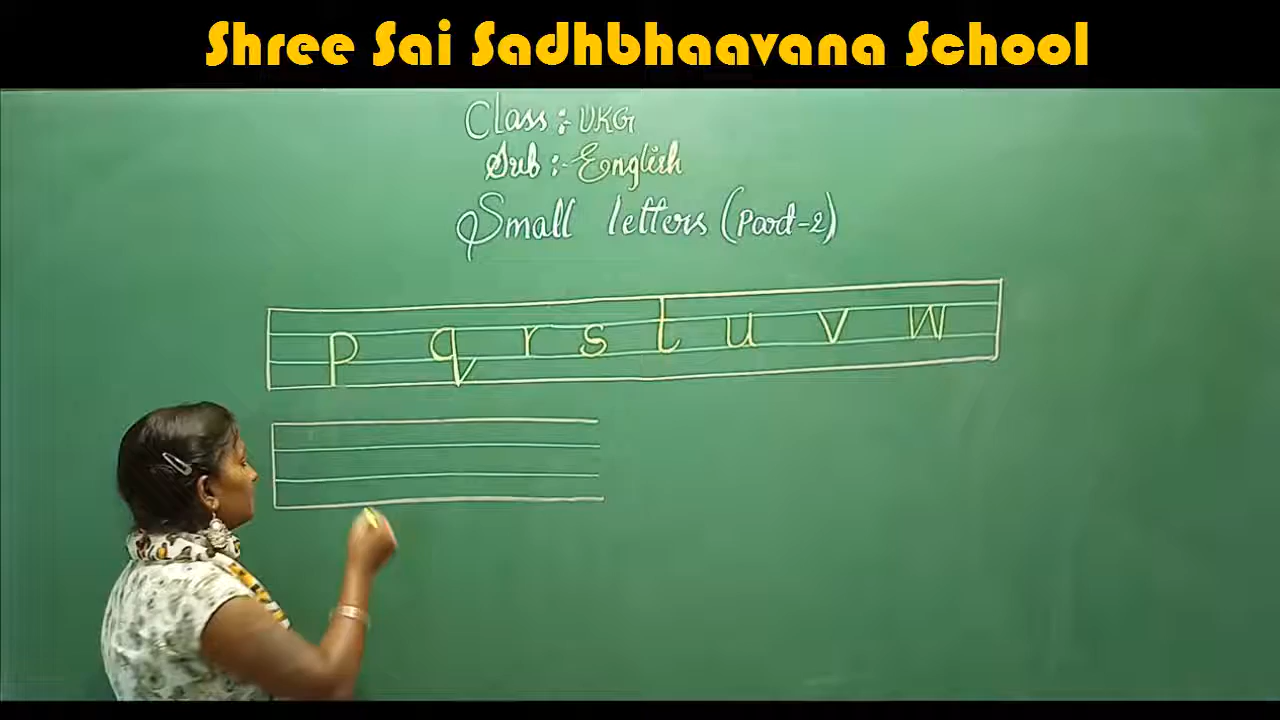 Shree Sai Sadhbhaavana School
Class :- UKG
Sub :- English
Small letters (Part-2)
p q r s t u v w